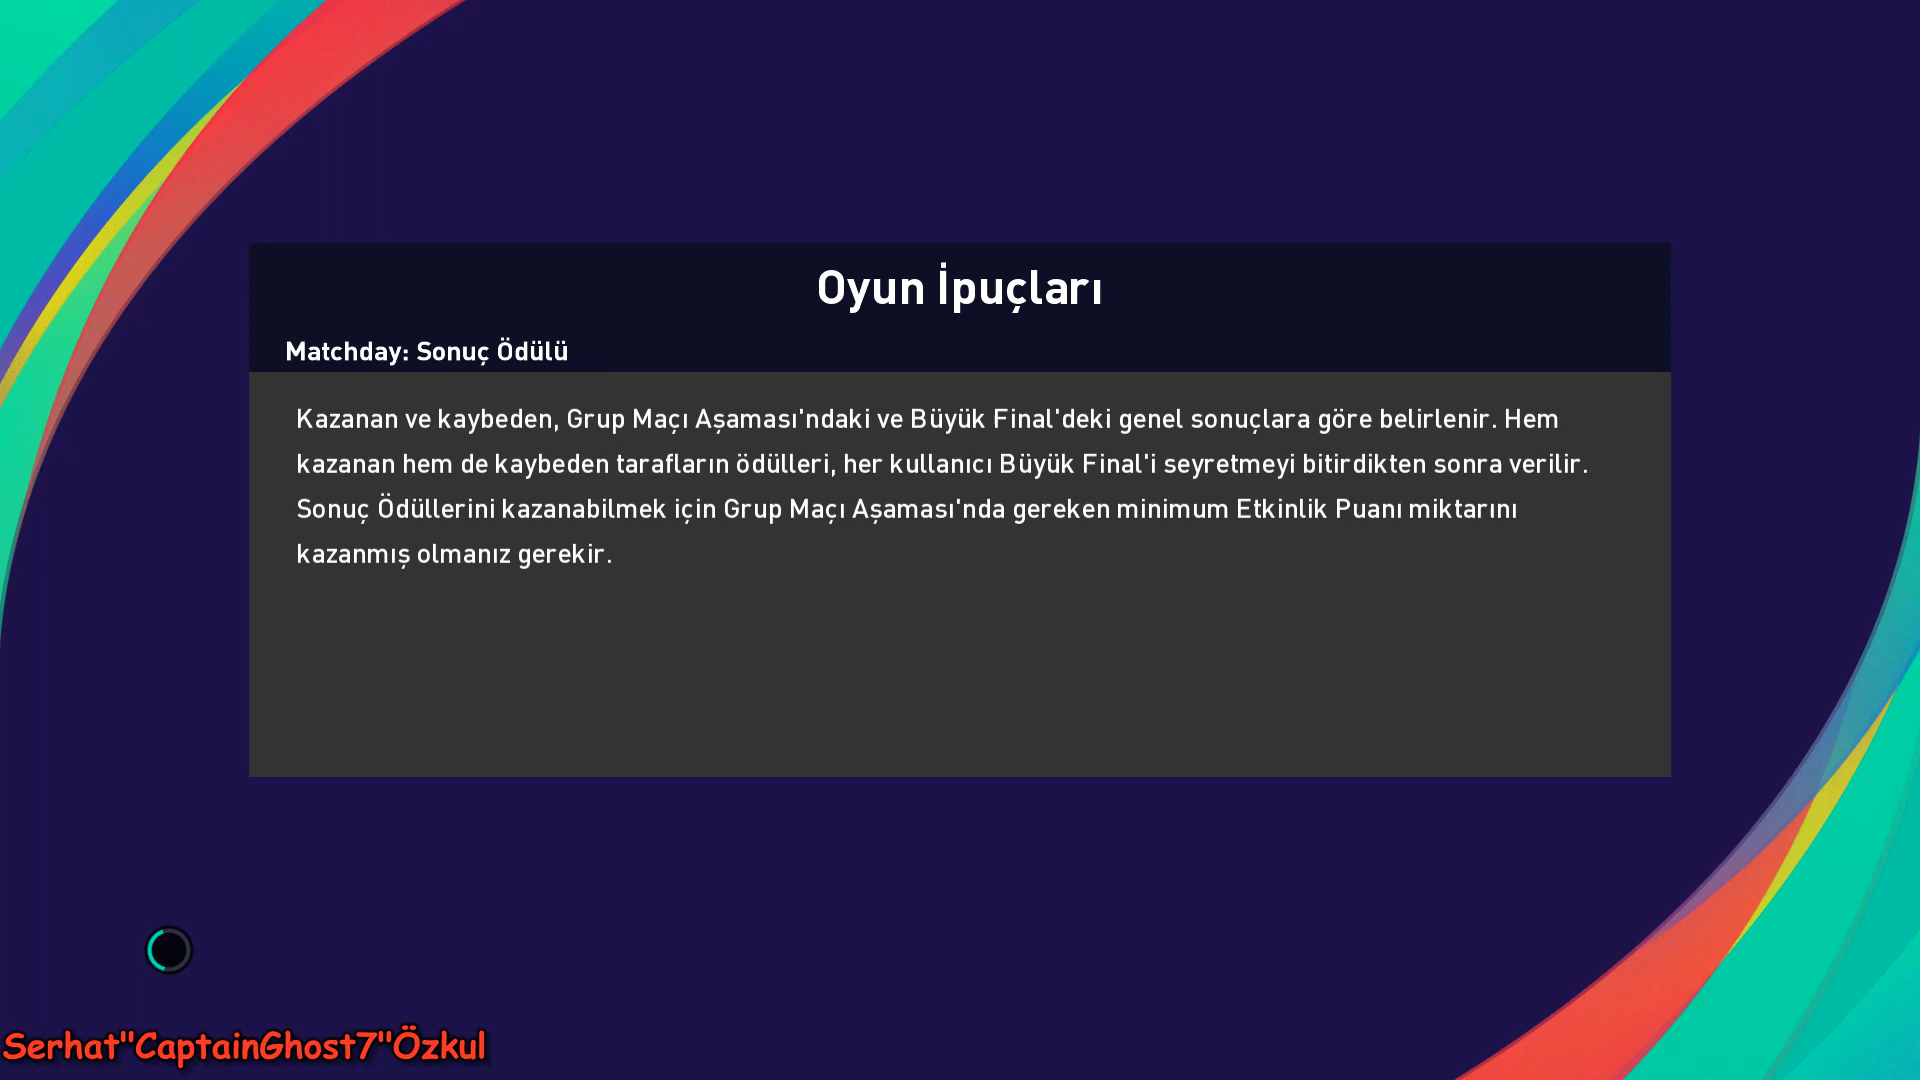 Oyun İpuçları
Matchday: Sonuç Ödülü
Kazanan ve kaybeden, Grup Maçı Aşaması'ndaki ve Büyük Final'deki genel sonuçlara göre belirlenir. Hem
kazanan hem de kaybeden tarafların ödülleri, her kullanıcı Büyük Final'i seyretmeyi bitirdikten sonra verilir.
Sonuç Ödüllerini kazanabilmek için Grup Maçı Aşaması'nda gereken minimum Etkinlik Puanı miktarını
kazanmış olmanız gerekir.
Serhat"CaptainGhost7"Özkul